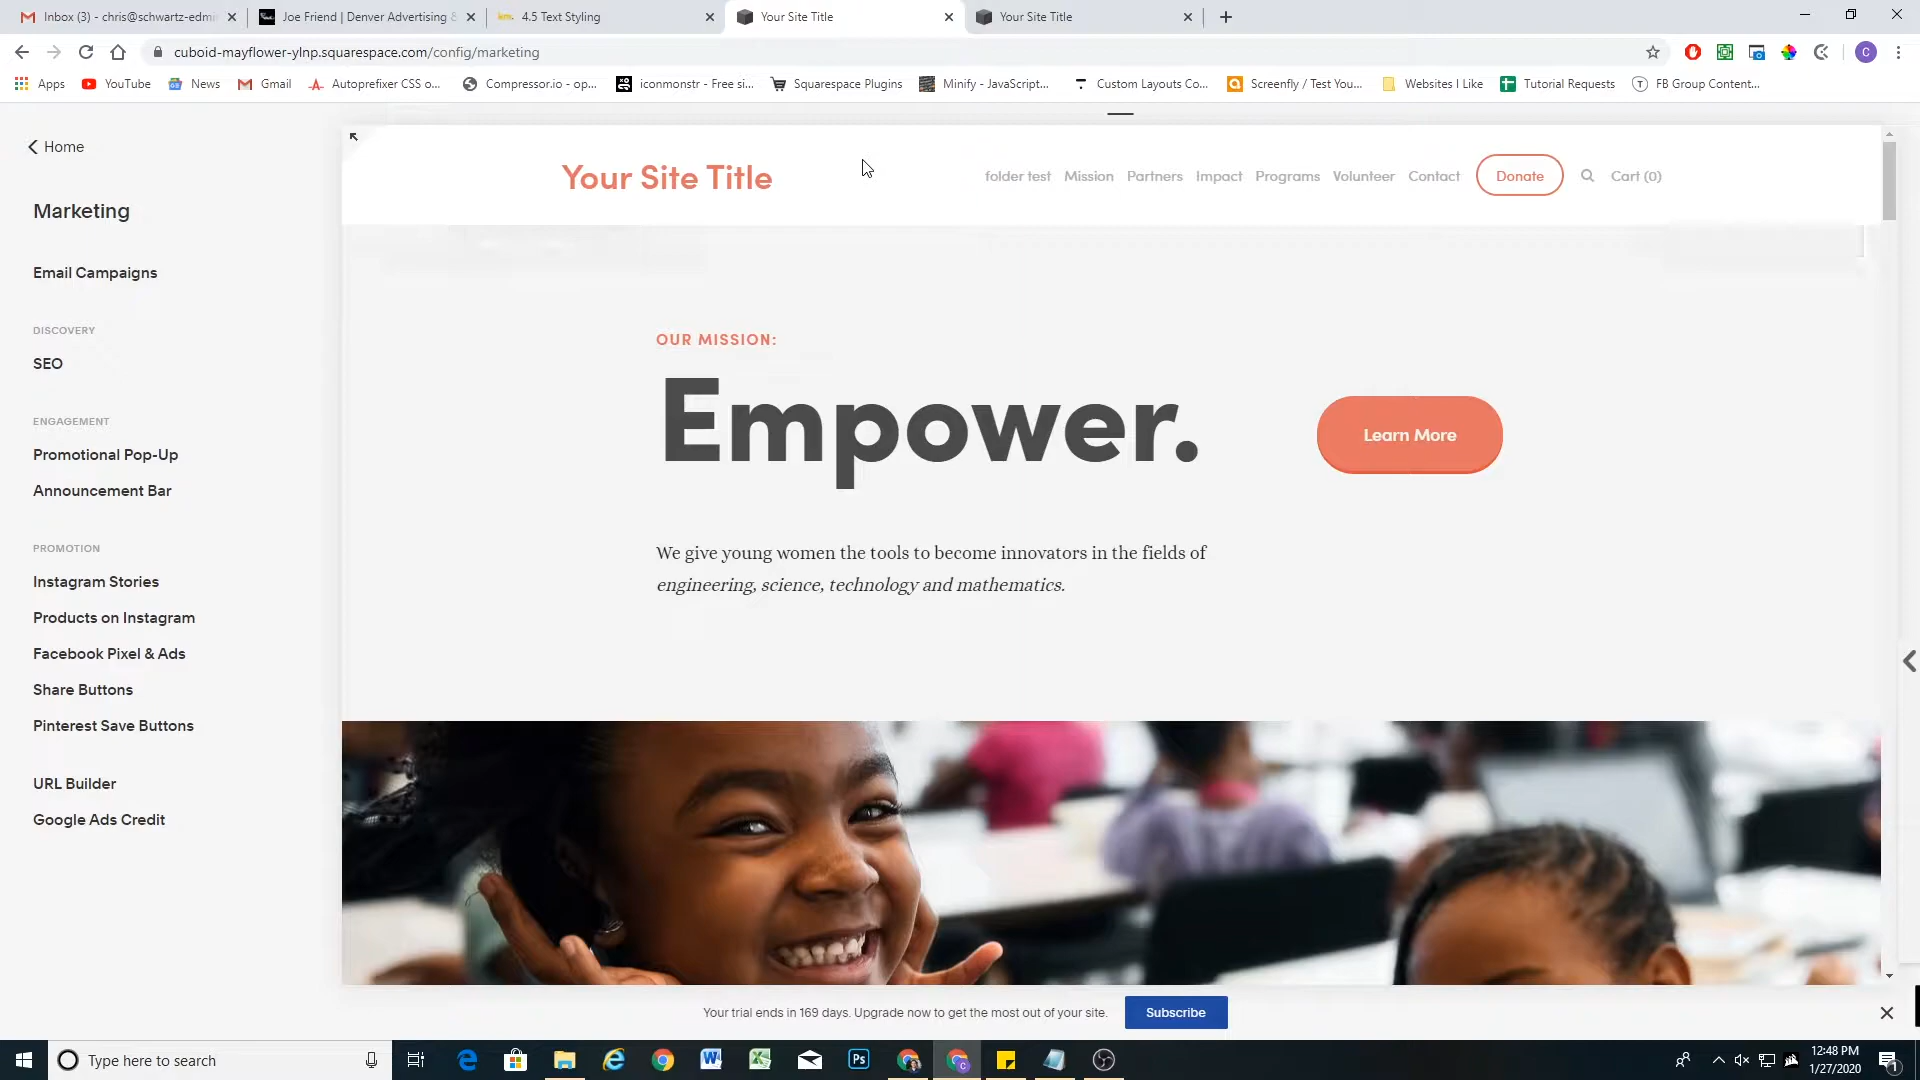 Inbox (3) - chris@schwartz-edmi
Joe Friend | Denver Advertising &
4.5 Text Styling
Your Site Title
Your Site Title
cuboid-mayflower-ylnp.squarespace.com/config/marketing
C
Apps
YouTube
News
Gmail
Autoprefixer CSS o...
Compressor.io - op...
iconmonstr - Free si...
Squarespace Plugins
Minify - JavaScript...
Custom Layouts Co...
Screenfly / Test You...
Websites I Like
Tutorial Requests
FB Group Content...
Home
Marketing
Email Campaigns
DISCOVERY
SEO
ENGAGEMENT
Promotional Pop-Up
Announcement Bar
PROMOTION
Instagram Stories
Products on Instagram
Facebook Pixel & Ads
Share Buttons
Pinterest Save Buttons
URL Builder
Google Ads Credit
Your Site Title
folder test Mission Partners Impact Programs Volunteer Contact Donate Cart (0)
OUR MISSION:
Empower.
Learn More
We give young women the tools to become innovators in the fields of
engineering, science, technology and mathematics.
Your trial ends in 169 days. Upgrade now to get the most out of your site.
Subscribe
Type here to search
Ps
12:48 PM
1/27/2020
1